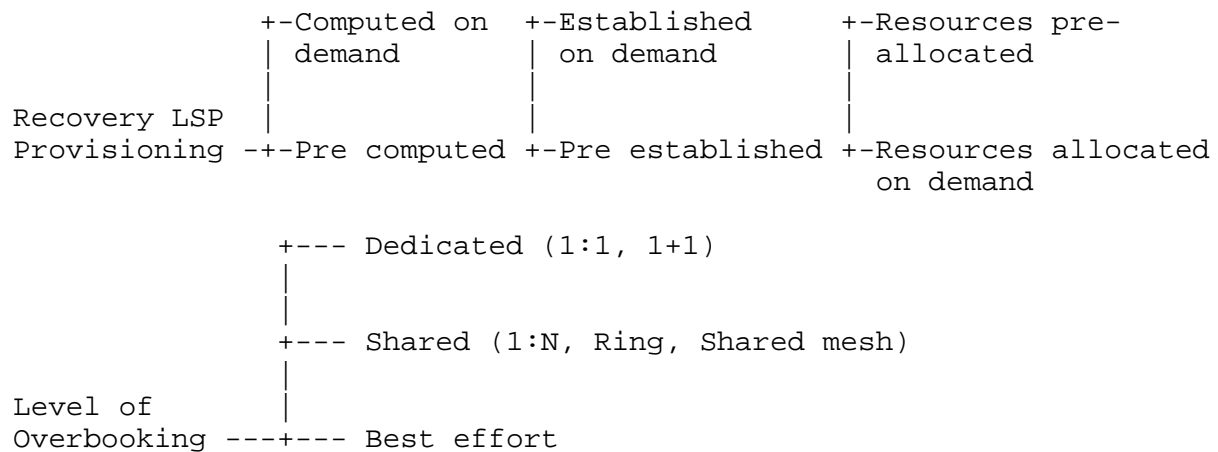 +-Computed on  +-Established     +-Resources pre-
| demand       | on demand       | allocated
|              |                 |
Recovery LSP  |              |                 |
Provisioning -+-Pre computed +-Pre established +-Resources allocated
on demand
+--- Dedicated (1:1, 1+1)
|
|
+--- Shared (1:N, Ring, Shared mesh)
|
Level of        |
Overbooking ---+--- Best effort